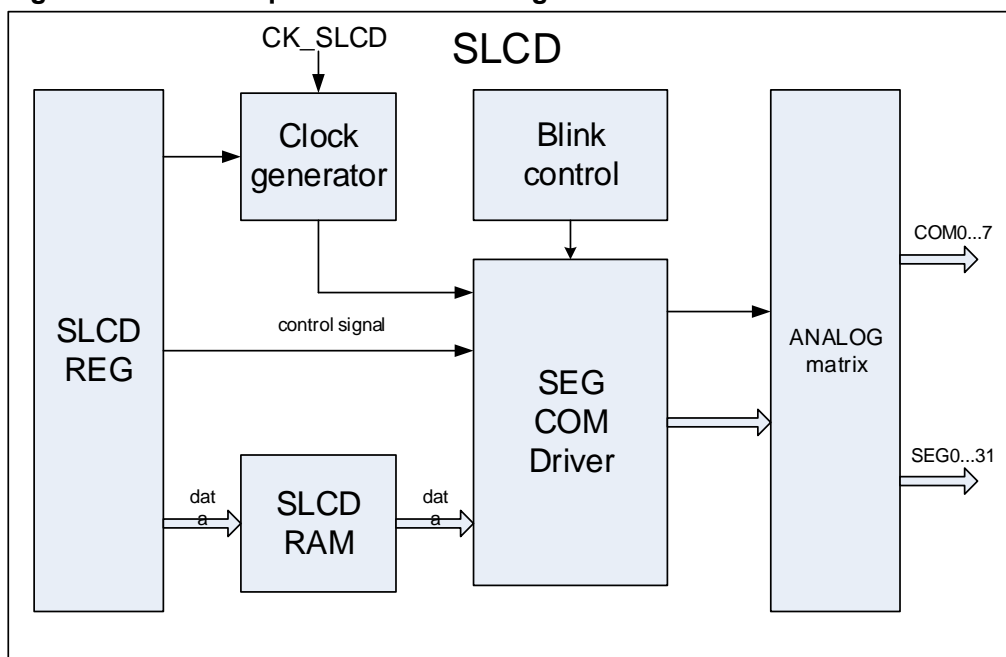 CK_SLCD
SLCD
Clock
generator
Blink
control
COM0...7
SLCD
REG
control signal
ANALOG
matrix
SEG
COM
Driver
SEG0...31
dat
a
SLCD
RAM
dat
a